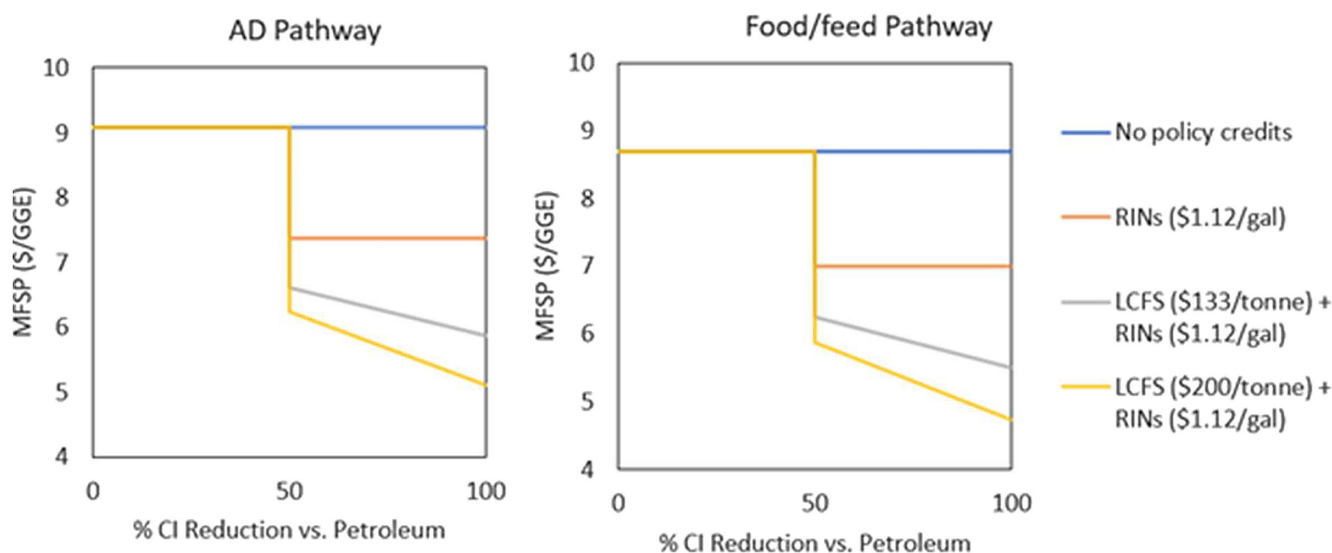 AD Pathway
10
9
8
7
6
5
4
MFSP ($/GGE)
0 50 100
% CI Reduction vs. Petroleum
Food/feed Pathway
10
9
8
7
6
5
4
MFSP ($/GGE)
0 50 100
% CI Reduction vs. Petroleum
No policy credits
RINs ($1.12/gal)
LCFS ($133/tonne) +
RINs ($1.12/gal)
LCFS ($200/tonne) +
RINs ($1.12/gal)